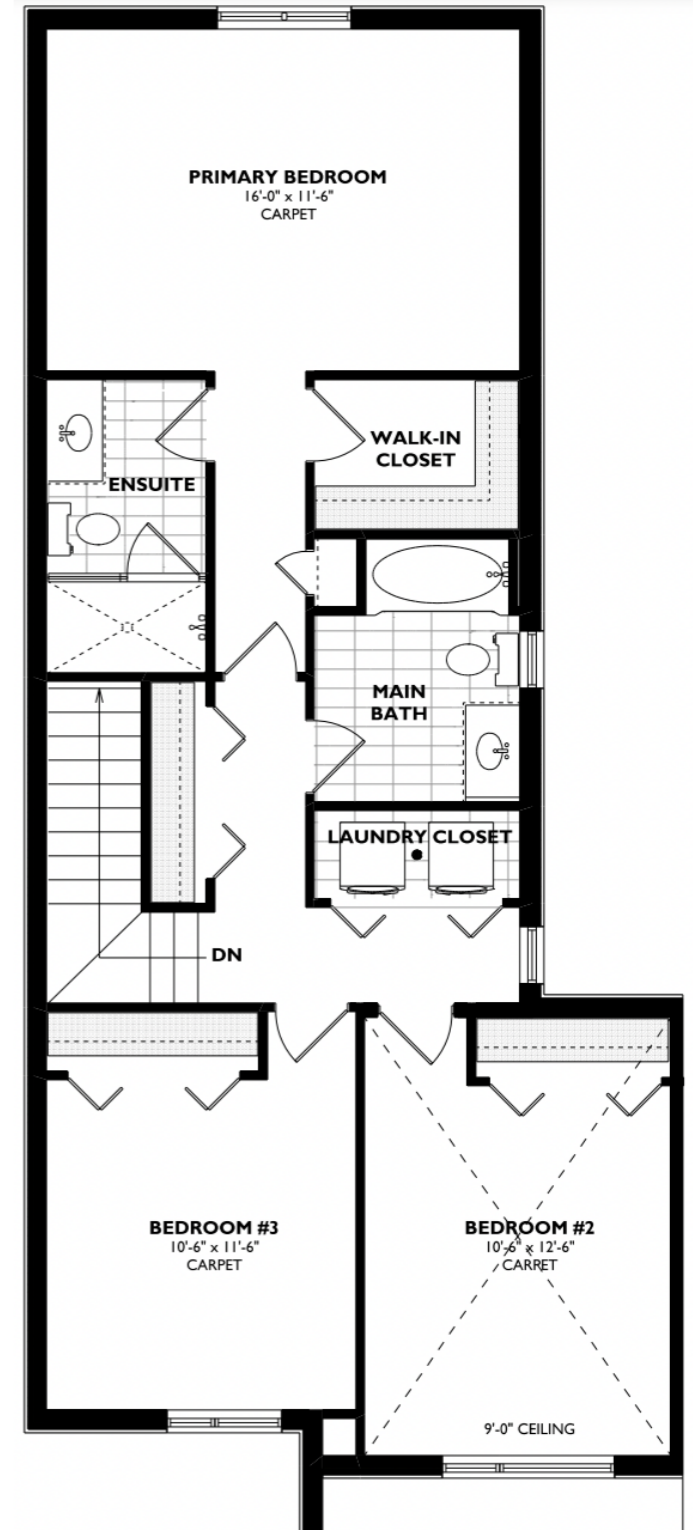 PRIMARY BEDROOM
16'-0" x 11'-6"
CARPET
WALK-IN
CLOSET
ENSUITE
MAIN
BATH
LAUNDRY CLOSET
DN
BEDROOM #3
10'-6" x 11'-6"
CARPET
BEDROOM #2
10'-6" x 12'-6"
CARPET
9'-0" CEILING